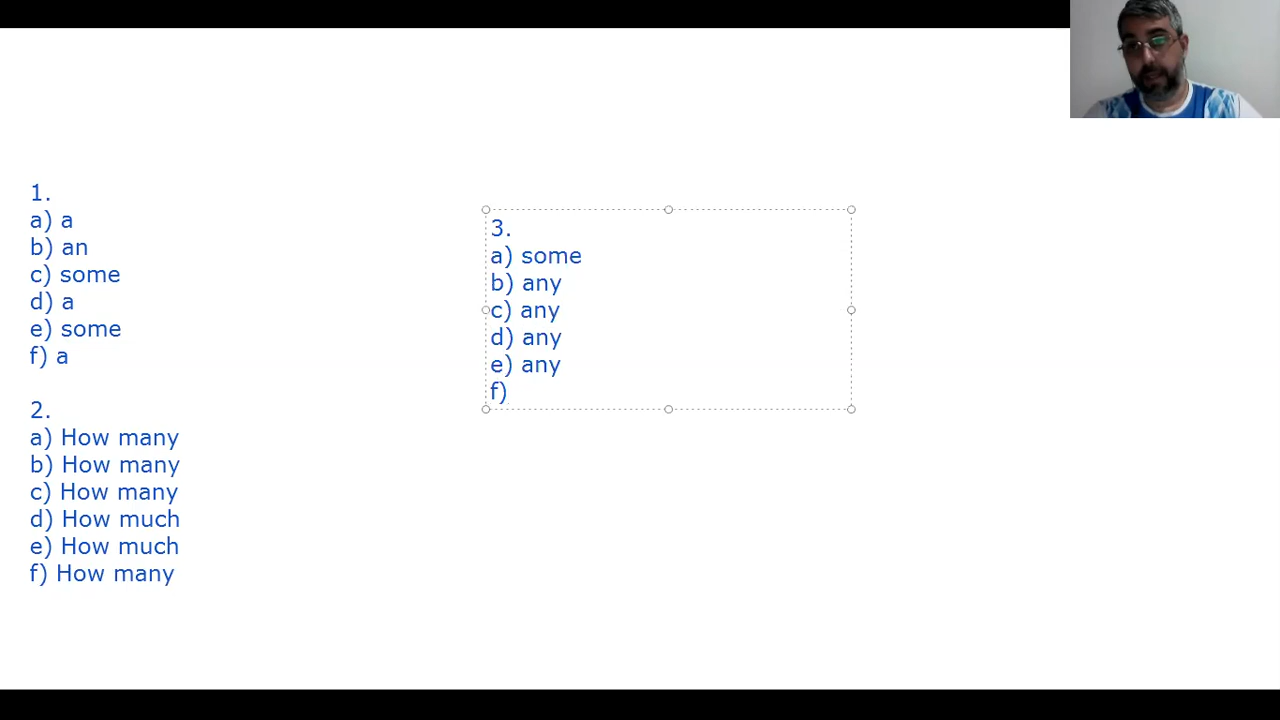 1.
a) a
b) an
c) some
d) a
e) some
f) a
2.
a) How many
b) How many
c) How many
d) How much
e) How much
f) How many
3.
a) some
b) any
c) any
d) any
e) any
f)